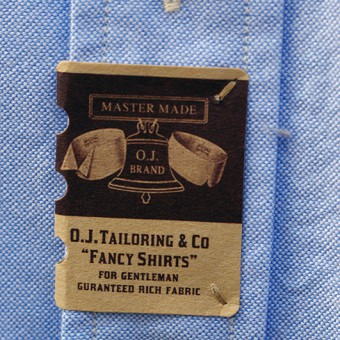 MASTER MADE
O.J.
BRAND
O.J. TAILORING & CO
"FANCY SHIRTS"
FOR GENTLEMAN
GURANTEED RICH FABRIC